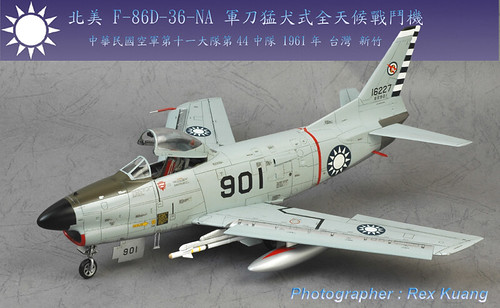 北美 F-86D-36-NA 軍刀猛犬式全天候戰鬥機
中華民國空軍第十一大隊第44中隊 1961年 台灣 新竹
16227
901
901
Photographer : Rex Kuang